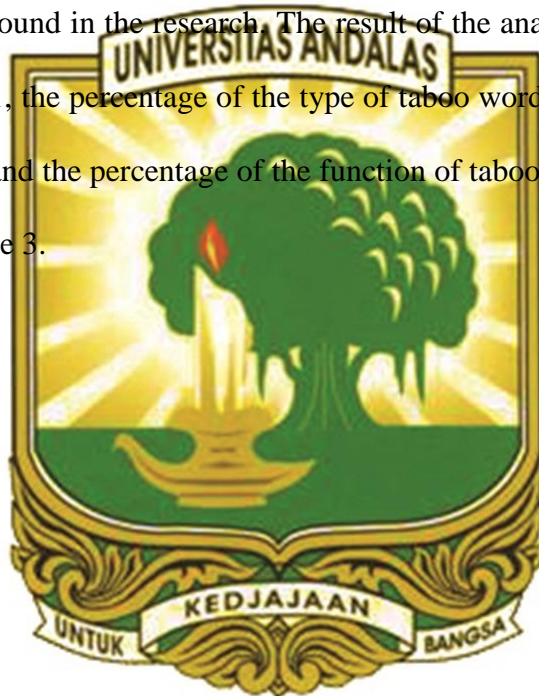 ound in the research. The result of the ana
UNIVERSITAS ANDALAS
, the percentage of the type of taboo word
nd the percentage of the function of taboo
e 3.
KEDJAJAAN
UNTUK BANGSA